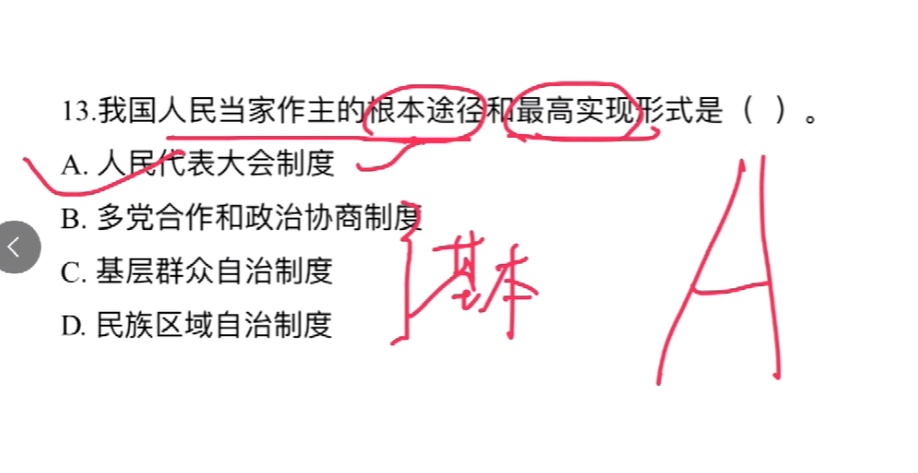 13.我国人民当家作主的根本途径和最高实现形式是（ ）。
A. 人民代表大会制度
B. 多党合作和政治协商制度
C. 基层群众自治制度
D. 民族区域自治制度
基本
A